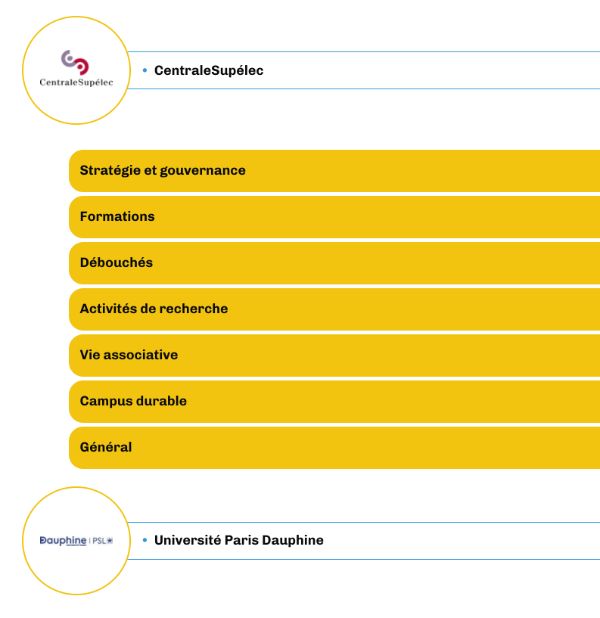 CentraleSupélec
• CentraleSupélec
Stratégie et gouvernance
Formations
Débouchés
Activités de recherche
Vie associative
Campus durable
Général
Dauphine | PSL
• Université Paris Dauphine